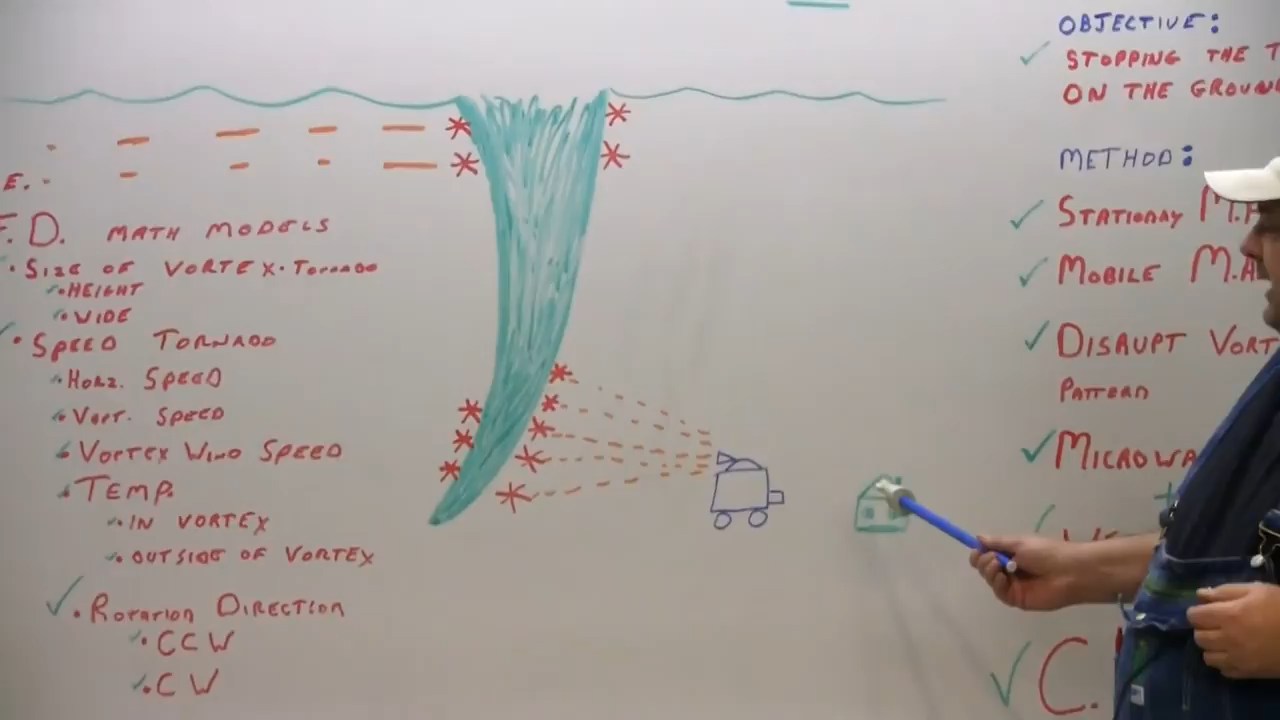 E.
F.D. MATH MODELS
• SIZE OF VORTEX • TORNADO
• HEIGHT
• WIDE
• SPEED TORNADO
• HORZ. SPEED
• VERT. SPEED
• VORTEX WIND SPEED
• TEMP.
• IN VORTEX
• OUTSIDE OF VORTEX
• ROTATION DIRECTION
• CCW
• CW
OBJECTIVE:
STOPPING THE T
ON THE GROUN
METHOD:
STATIONAY M.A
MOBILE M.A
DISRUPT VORT
PATTERN
MICROWA
C.